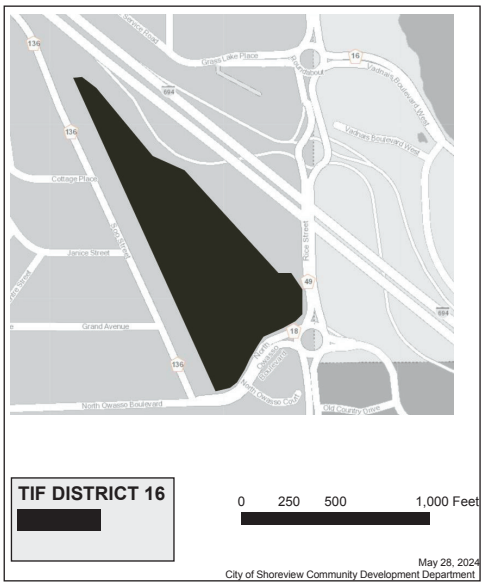 136
Service Road
Grass Lake Place
Roundabout
16
Vadnais Boulevard West
694
136
Vadnais Boulevard West
Cottage Place
Soo Street
Rice Street
Janice Street
49
694
Grand Avenue
18
136
North Owasso Boulevard
North Owasso Boulevard
North Owasso Court
Old Country Drive
TIF DISTRICT 16
0 250 500 1,000 Feet
May 28, 2024
City of Shoreview Community Development Department